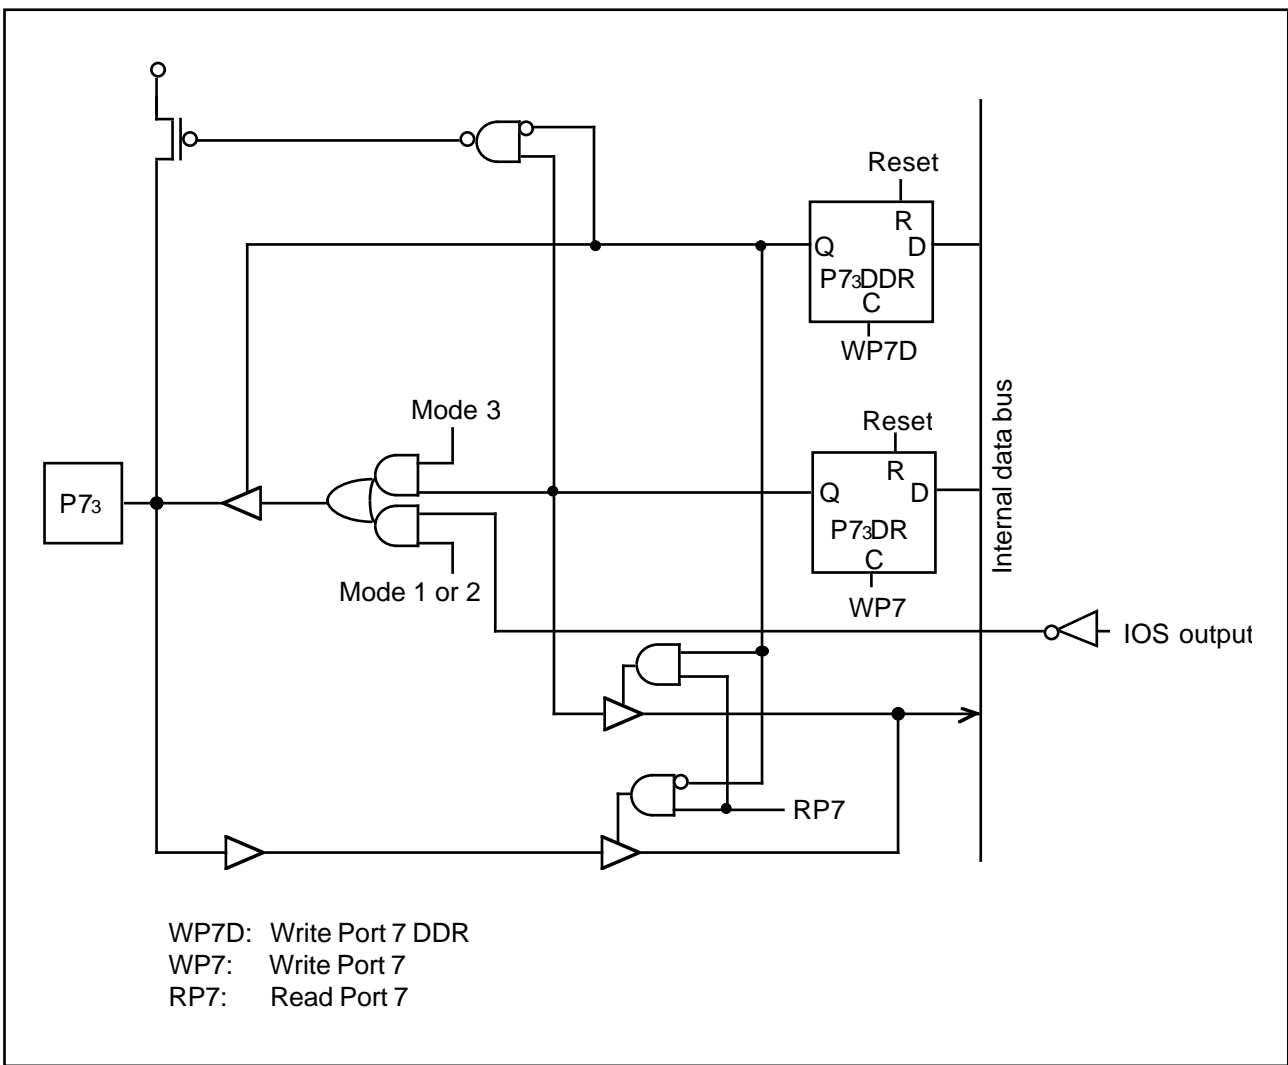 Reset
R
Q
D
P73DDR
C
WP7D
Mode 3
Reset
R
Q
D
P73
P73DR
C
Internal data bus
Mode 1 or 2
WP7
IOS output
RP7
WP7D: Write Port 7 DDR
WP7: Write Port 7
RP7: Read Port 7